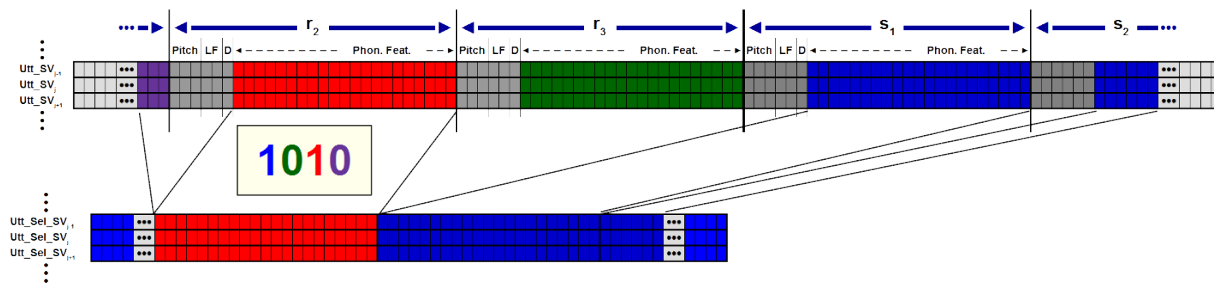 ••• r₂ r₃ s₁ s₂ •••
Pitch LF D Phon. Feat. Pitch LF D Phon. Feat. Pitch LF D Phon. Feat.
Utt_SVⱼ₋₁ ••• •••
Utt_SVⱼ ••• •••
Utt_SVⱼ₊₁ ••• •••
1010
Utt_Sel_SVⱼ₋₁ ••• •••
Utt_Sel_SVⱼ ••• •••
Utt_Sel_SVⱼ₊₁ ••• •••